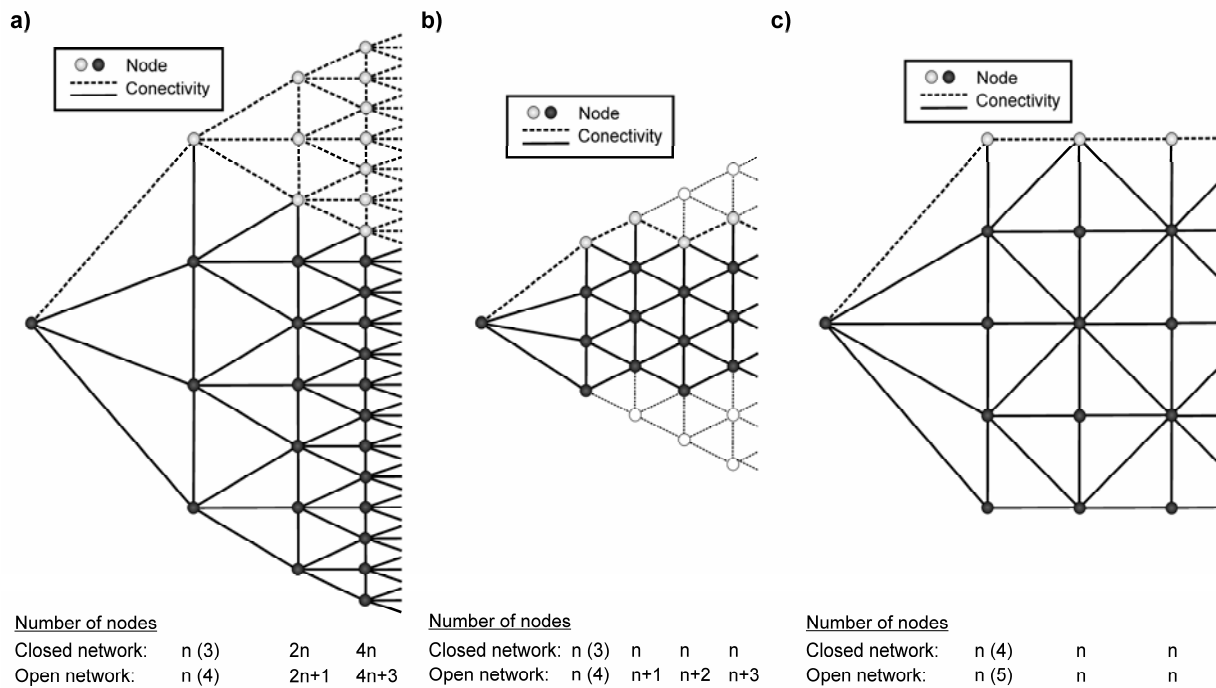 a)
Node
Conectivity
Number of nodes
Closed network: n (3) 2n 4n
Open network: n (4) 2n+1 4n+3
b)
Node
Conectivity
Number of nodes
Closed network: n (3) n n n
Open network: n (4) n+1 n+2 n+3
c)
Node
Conectivity
Number of nodes
Closed network: n (4) n n
Open network: n (5) n n